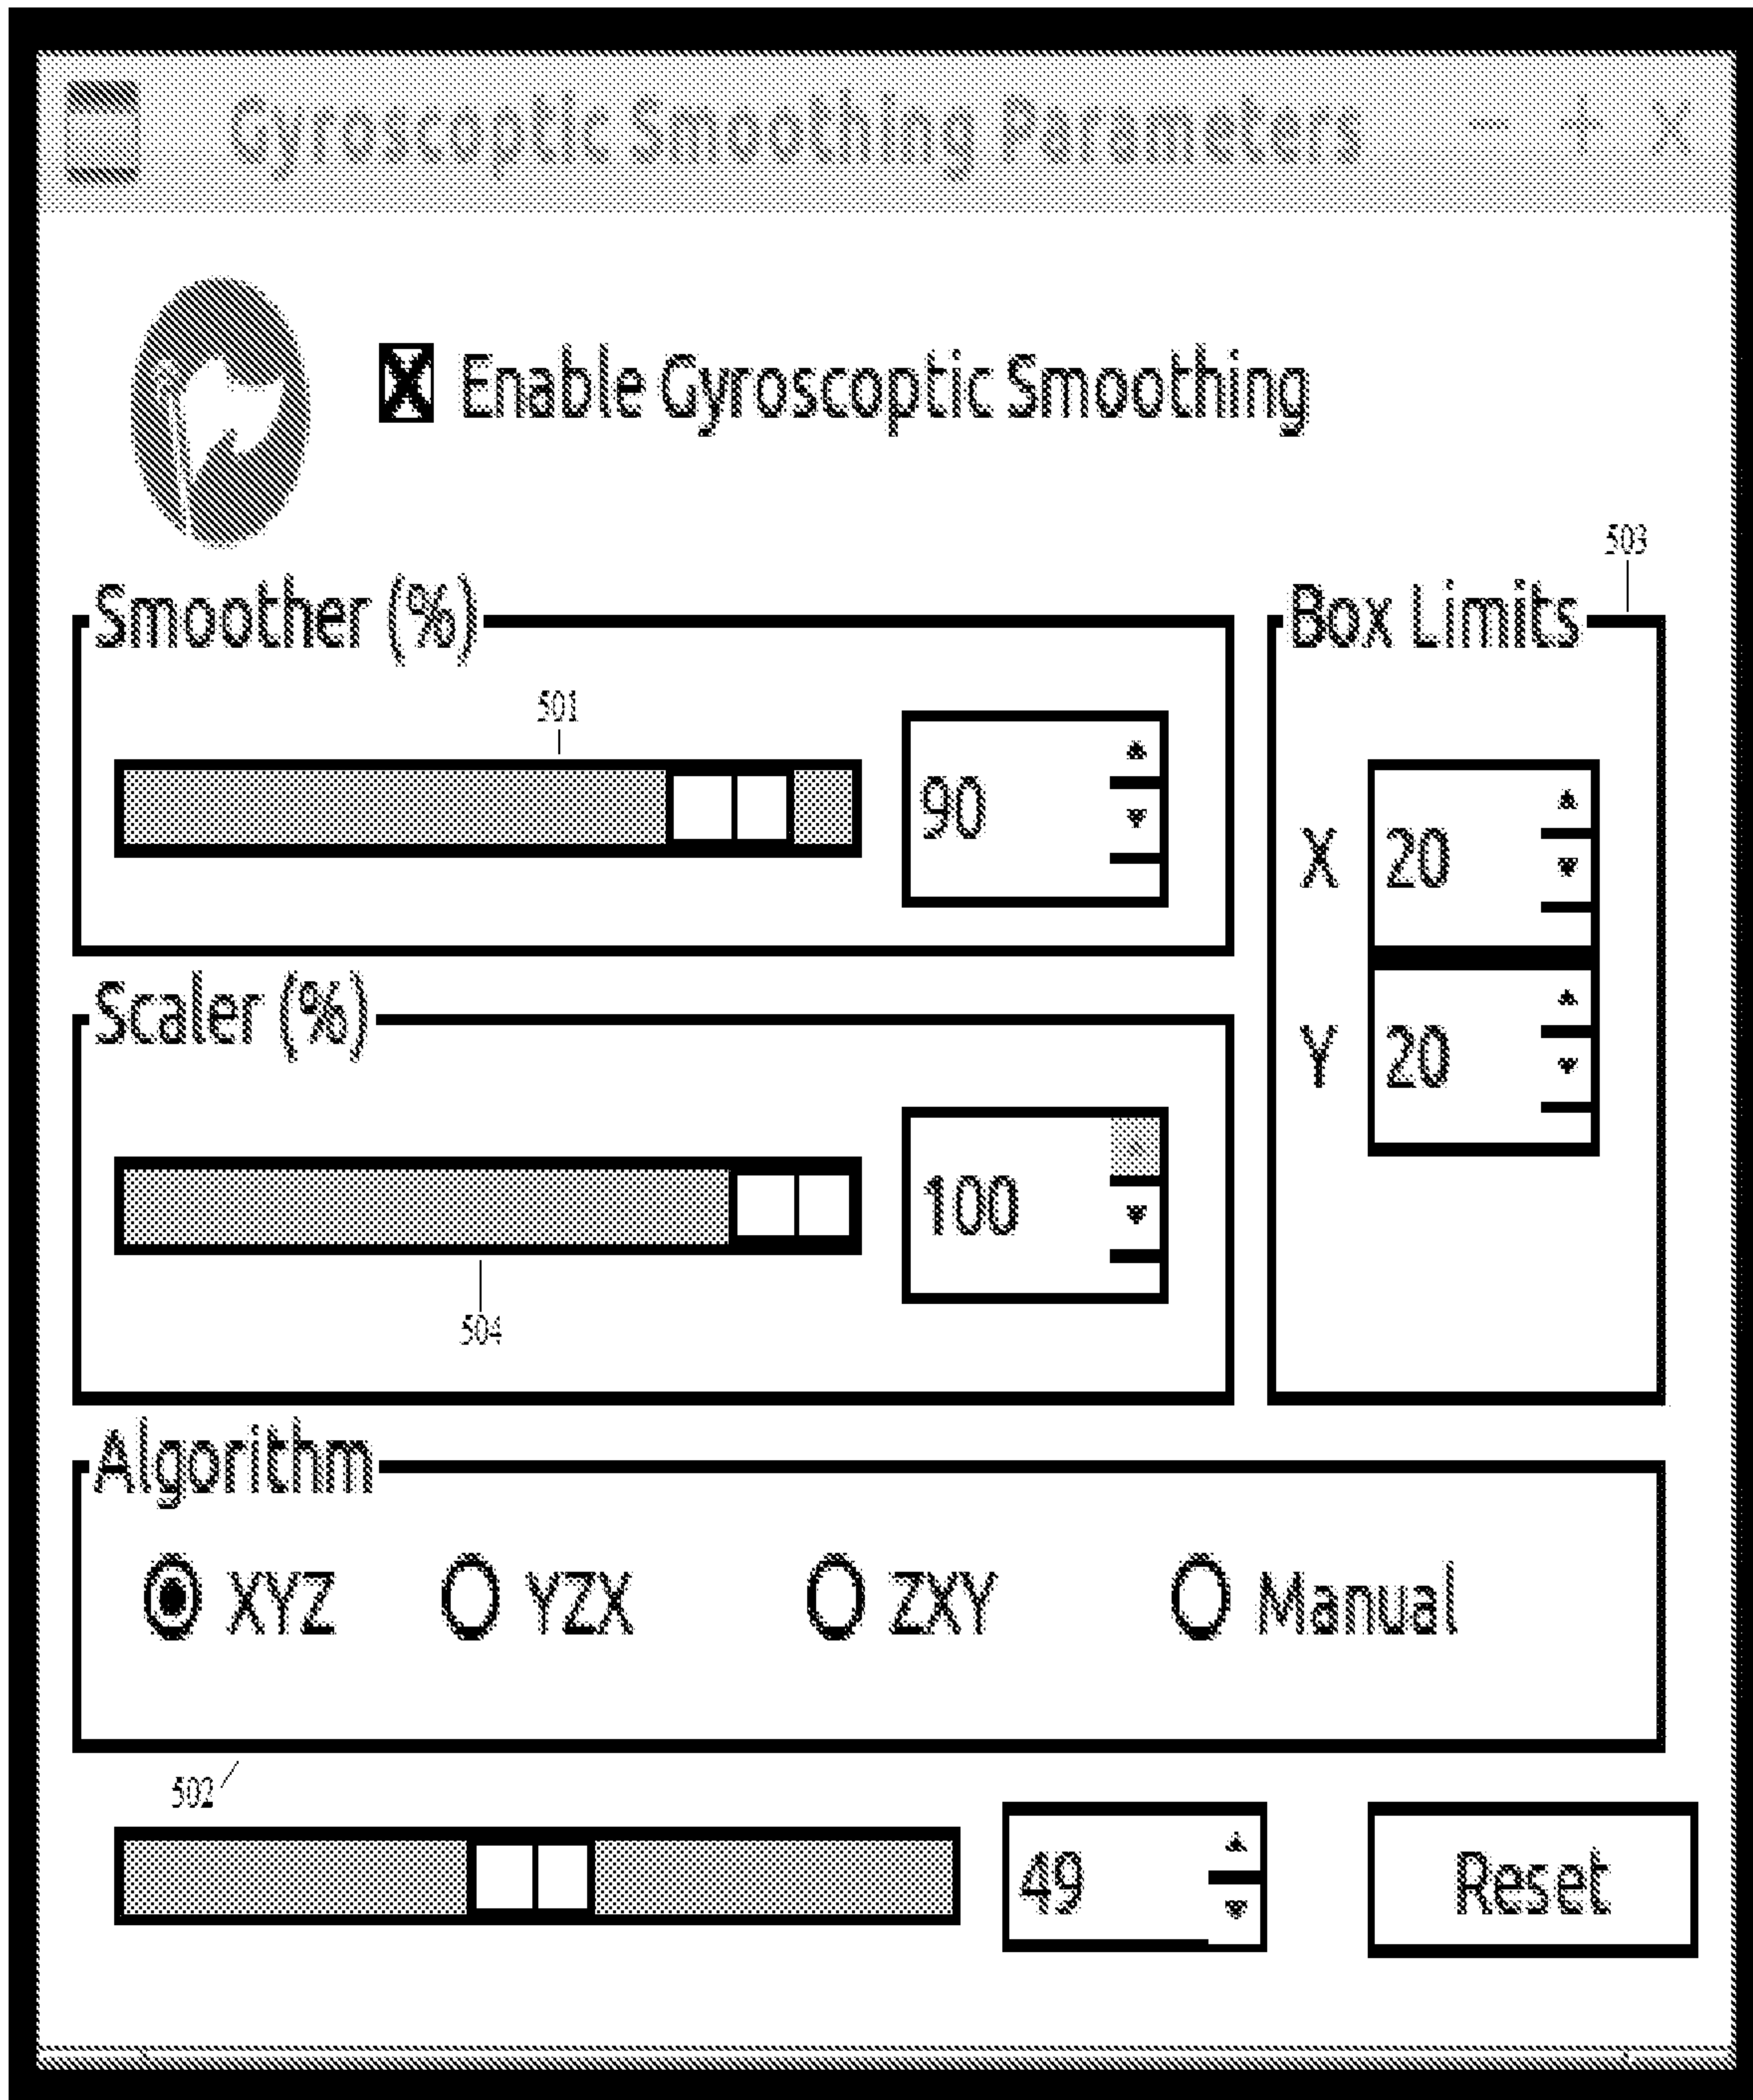 Gyroscoptic Smoothing Parameters − + X
X Enable Gyroscoptic Smoothing
503
Smoother (%)
Box Limits
501
90
X 20
Y 20
Scaler (%)
100
504
Algorithm
XYZ YZX ZXY Manual
502
49
Reset